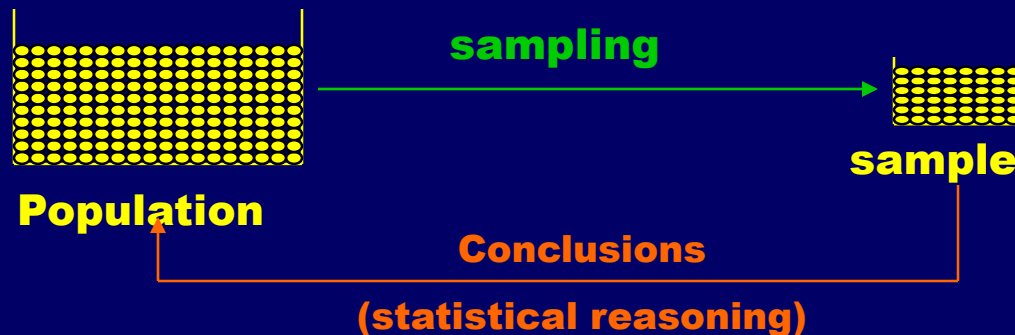 sampling
sample
Population
Conclusions
(statistical reasoning)